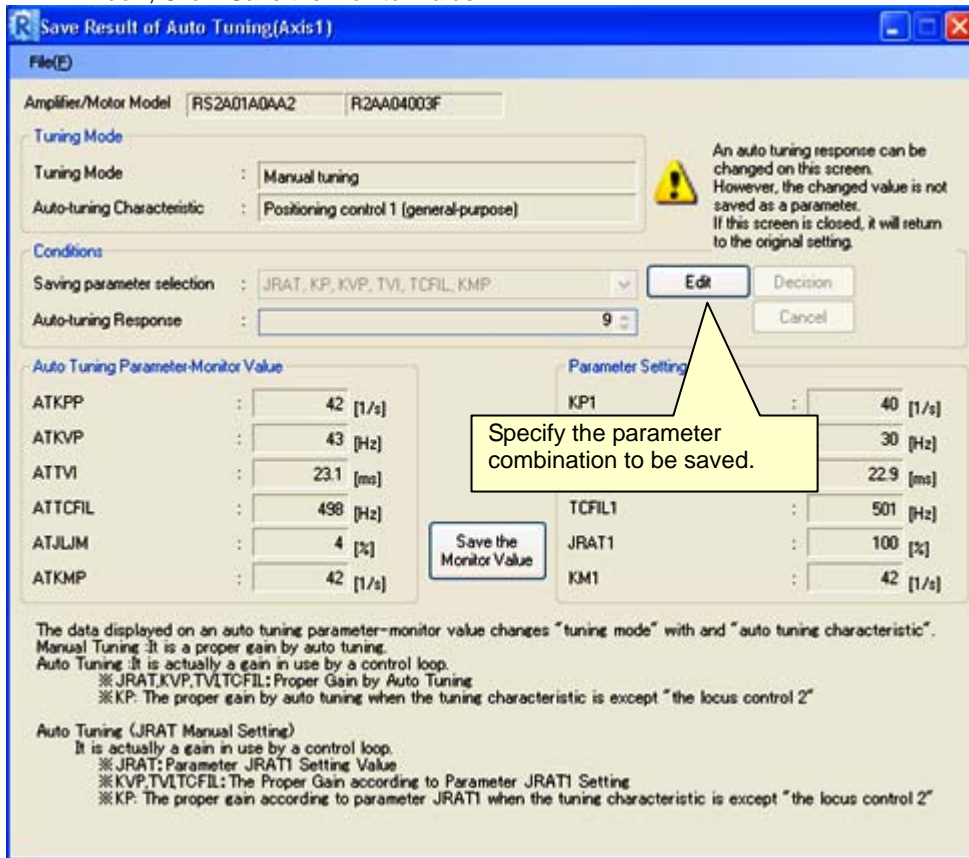 Save Result of Auto Tuning(Axis1)
File(F)
Amplifier/Motor Model RS2A01A0AA2 R2AA04003F
Tuning Mode
Tuning Mode : Manual tuning
Auto-tuning Characteristic : Positioning control 1 (general-purpose)
An auto tuning response can be
changed on this screen.
However, the changed value is not
saved as a parameter.
If this screen is closed, it will return
to the original setting.
Conditions
Saving parameter selection : JRAT, KP, KVP, TVI, TCFIL, KMP Edit Decision
Auto-tuning Response : 9 Cancel
Auto Tuning Parameter-Monitor Value
ATKPP : 42 [1/s]
ATKVP : 43 [Hz]
ATTVI : 23.1 [ms]
ATTCFIL : 498 [Hz]
ATJLJM : 4 [%]
ATKMP : 42 [1/s]
Save the
Monitor Value
Parameter Setting
KP1 : 40 [1/s]
30 [Hz]
22.9 [ms]
TCFIL1 : 501 [Hz]
JRAT1 : 100 [%]
KM1 : 42 [1/s]
Specify the parameter
combination to be saved.
The data displayed on an auto tuning parameter-monitor value changes "tuning mode" with and "auto tuning characteristic".
Manual Tuning :It is a proper gain by auto tuning.
Auto Tuning :It is actually a gain in use by a control loop.
※JRAT,KVP,TVI,TCFIL:Proper Gain by Auto Tuning
※KP: The proper gain by auto tuning when the tuning characteristic is except "the locus control 2"
Auto Tuning (JRAT Manual Setting)
It is actually a gain in use by a control loop.
※JRAT:Parameter JRAT1 Setting Value
※KVP,TVI,TCFIL:The Proper Gain according to Parameter JRAT1 Setting
※KP: The proper gain according to parameter JRAT1 when the tuning characteristic is except "the locus control 2"